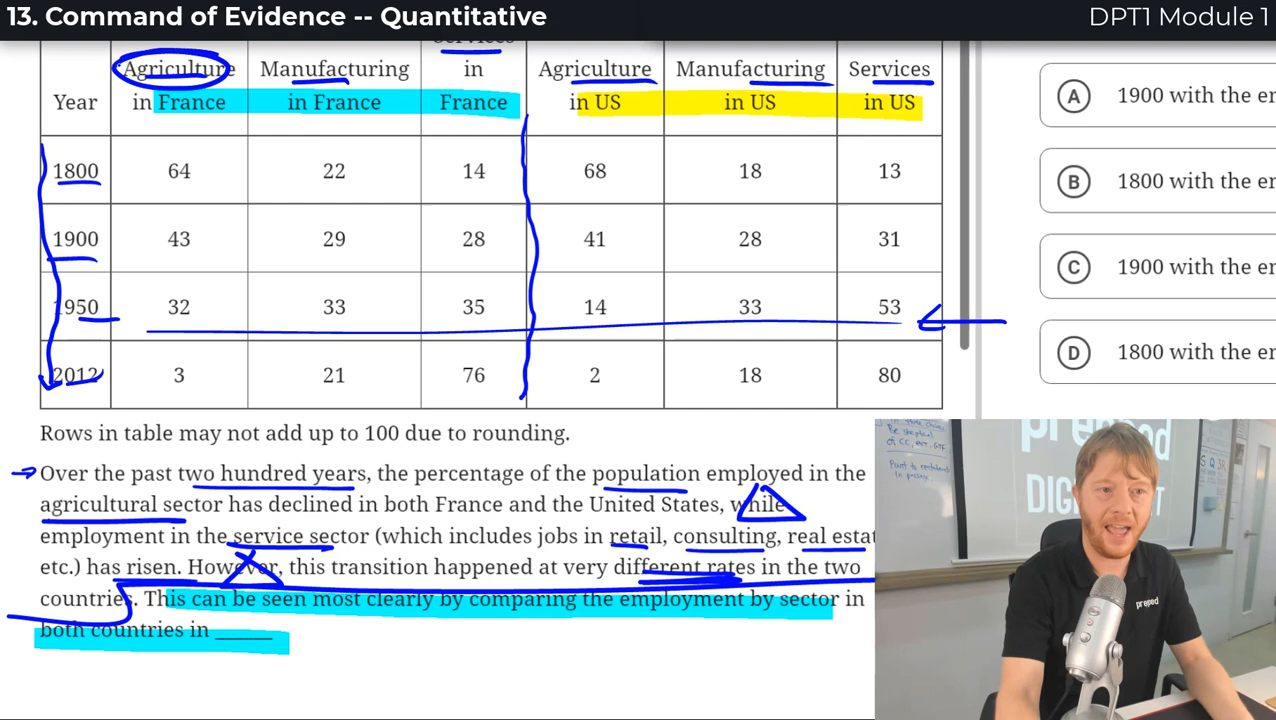 13. Command of Evidence -- Quantitative
DPT1 Module 1
Services
Agriculture Manufacturing in Agriculture Manufacturing Services
Year in France in France France in US in US in US
1800 64 22 14 68 18 13
1900 43 29 28 41 28 31
1950 32 33 35 14 33 53
2012 3 21 76 2 18 80
Rows in table may not add up to 100 due to rounding.
Over the past two hundred years, the percentage of the population employed in the
agricultural sector has declined in both France and the United States, while
employment in the service sector (which includes jobs in retail, consulting, real estat
etc.) has risen. However, this transition happened at very different rates in the two
countries. This can be seen most clearly by comparing the employment by sector in
both countries in ______
A 1900 with the e
B 1800 with the e
C 1900 with the e
D 1800 with the e
DIG
preped